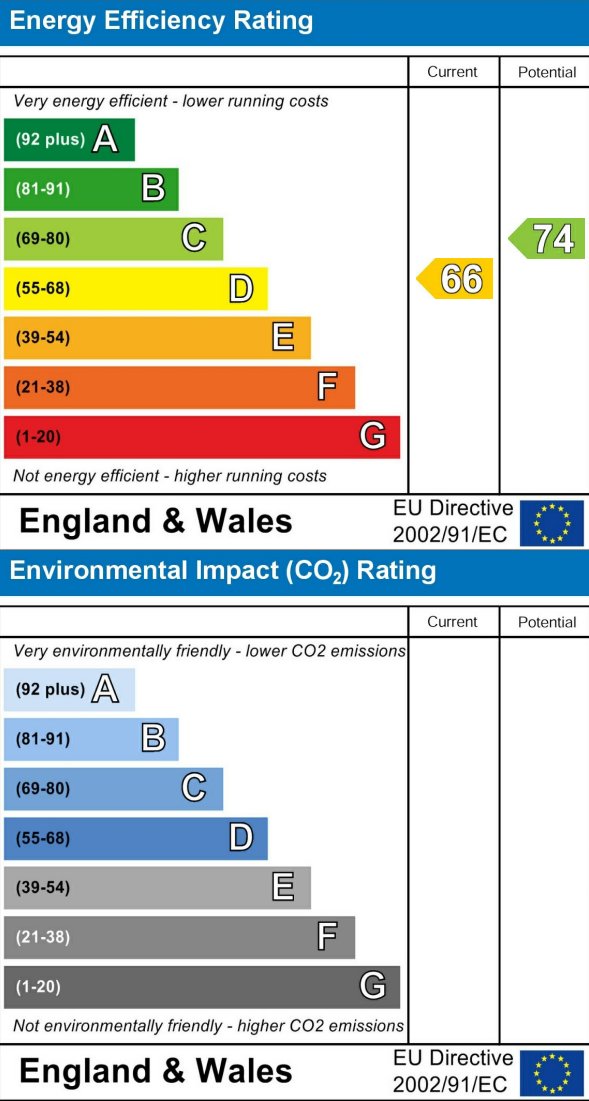 Energy Efficiency Rating
Current Potential
Very energy efficient - lower running costs
(92 plus) A
(81-91) B
(69-80) C
74
(55-68) D
66
(39-54) E
(21-38) F
(1-20) G
Not energy efficient - higher running costs
England & Wales
EU Directive
2002/91/EC
Environmental Impact (CO₂) Rating
Current Potential
Very environmentally friendly - lower CO2 emissions
(92 plus) A
(81-91) B
(69-80) C
(55-68) D
(39-54) E
(21-38) F
(1-20) G
Not environmentally friendly - higher CO2 emissions
England & Wales
EU Directive
2002/91/EC